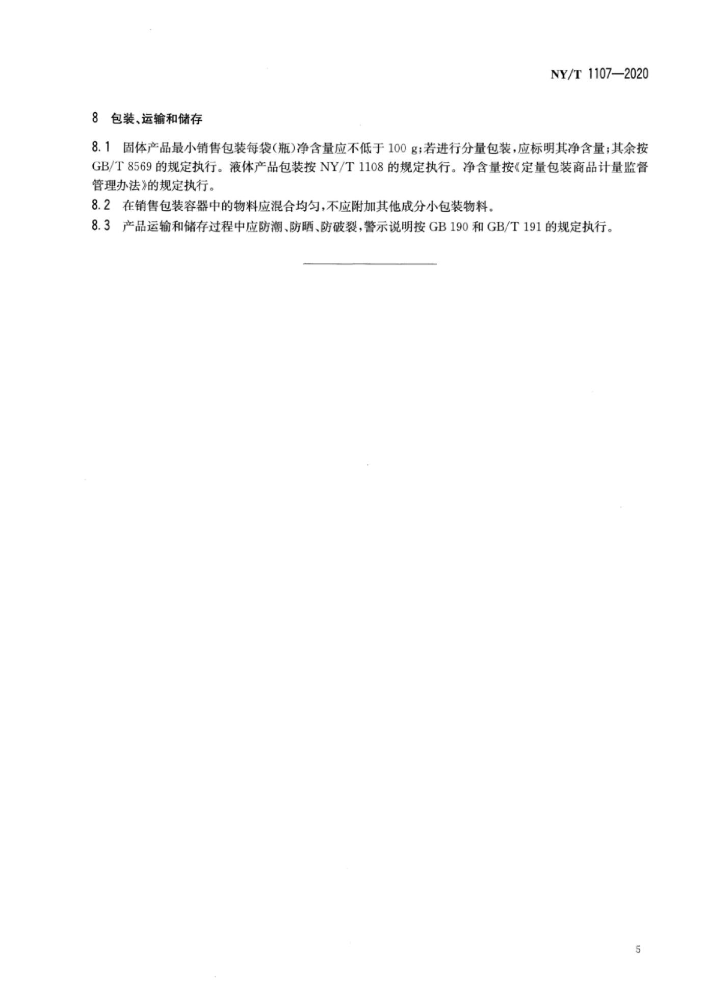 NY/T 1107—2020
8 包装、运输和储存
8.1 固体产品最小销售包装每袋(瓶)净含量应不低于 100 g;若进行分量包装,应标明其净含量;其余按
GB/T 8569 的规定执行。液体产品包装按 NY/T 1108 的规定执行。净含量按《定量包装商品计量监督
管理办法》的规定执行。
8.2 在销售包装容器中的物料应混合均匀,不应附加其他成分小包装物料。
8.3 产品运输和储存过程中应防潮、防晒、防破裂,警示说明按 GB 190 和 GB/T 191 的规定执行。
5